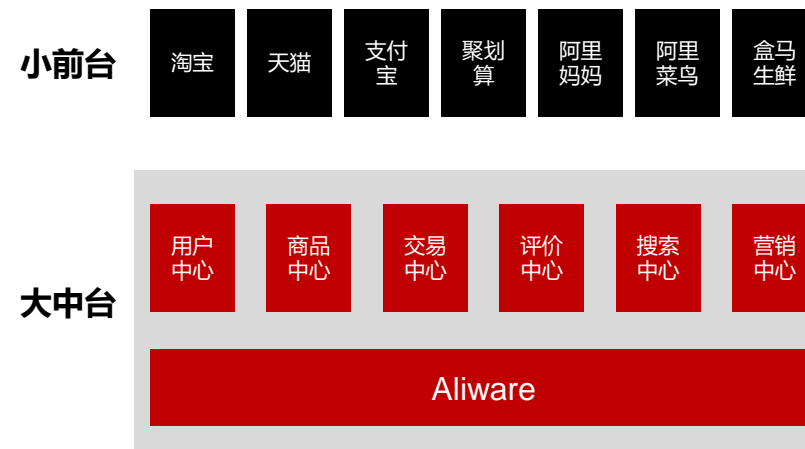 小前台
淘宝
天猫
支付
宝
聚划
算
阿里
妈妈
阿里
菜鸟
盒马
生鲜
大中台
用户
中心
商品
中心
交易
中心
评价
中心
搜索
中心
营销
中心
Aliware